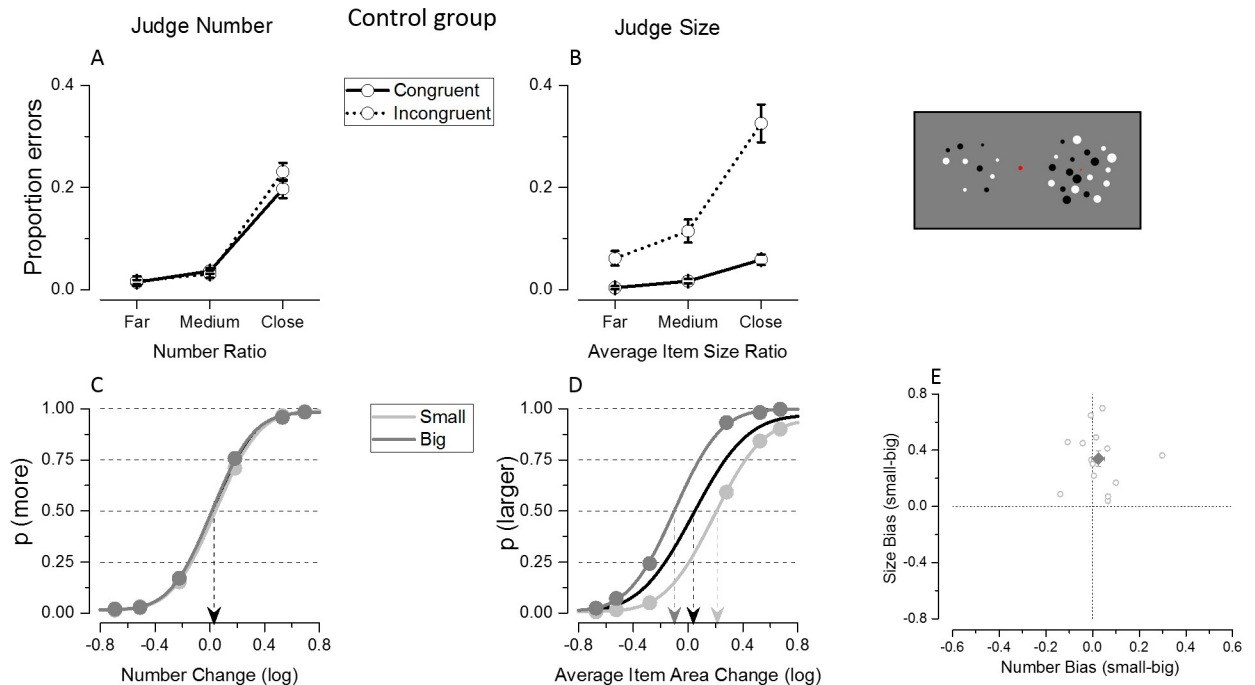 Control group
Judge Number
Judge Size
A
Proportion errors
0.4
0.2
0.0
Far Medium Close
Number Ratio
Congruent
Incongruent
B
0.4
0.2
0.0
Far Medium Close
Average Item Size Ratio
C
p (more)
1.00
0.75
0.50
0.25
0.00
-0.8 -0.4 0.0 0.4 0.8
Number Change (log)
Small
Big
D
p (larger)
1.00
0.75
0.50
0.25
0.00
-0.8 -0.4 0.0 0.4 0.8
Average Item Area Change (log)
E
Size Bias (small-big)
0.8
0.4
0.0
-0.4
-0.8
-0.6 -0.4 -0.2 0.0 0.2 0.4 0.6
Number Bias (small-big)